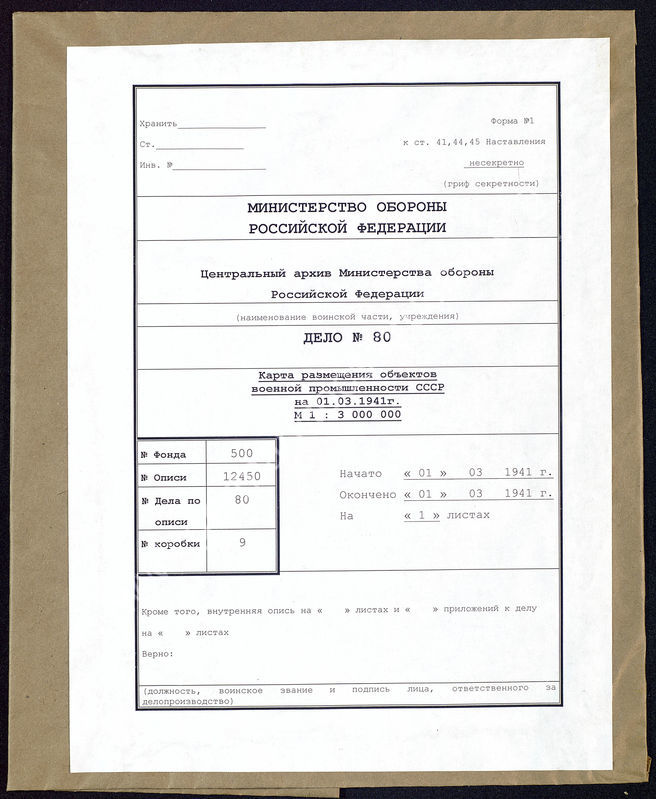 Хранить
Форма №1
Ст.
к ст. 41,44,45 Наставления
Инв. №
несекретно
(гриф секретности)
МИНИСТЕРСТВО ОБОРОНЫ
РОССИЙСКОЙ ФЕДЕРАЦИИ
Центральный архив Министерства обороны
Российской Федерации
(наименование воинской части, учреждения)
ДЕЛО № 80
Карта размещения объектов
военной промышленности СССР
на 01.03.1941г.
М 1 : 3 000 000
№ Фонда 500
№ Описи 12450
№ Дела по описи 80
№ коробки 9
Начато « 01 » 03 1941 г.
Окончено « 01 » 03 1941 г.
На « 1 » листах
Кроме того, внутренняя опись на « » листах и « » приложений к делу
на « » листах
Верно:
(должность, воинское звание и подпись лица, ответственного за
делопроизводство)